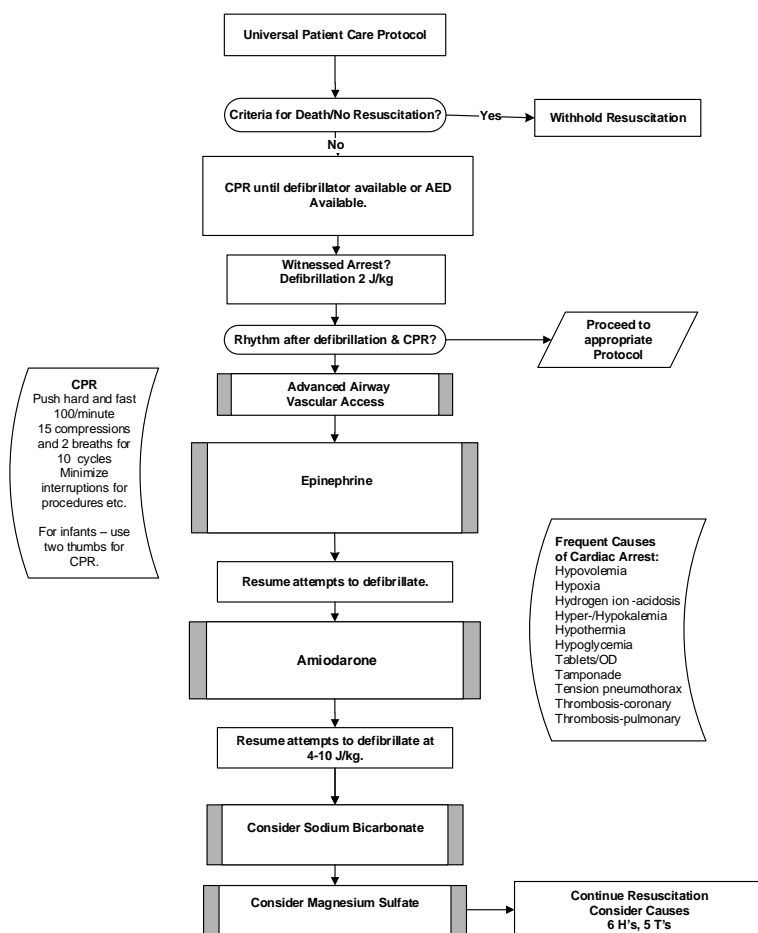 Universal Patient Care Protocol
Criteria for Death/No Resuscitation?
Yes
Withhold Resuscitation
No
CPR until defibrillator available or AED
Available.
Witnessed Arrest?
Defibrillation 2 J/kg
Rhythm after defibrillation & CPR?
Proceed to
appropriate
Protocol
CPR
Push hard and fast
100/minute
15 compressions
and 2 breaths for
10 cycles
Minimize
interruptions for
procedures etc.
For infants – use
two thumbs for
CPR.
Advanced Airway
Vascular Access
Epinephrine
Resume attempts to defibrillate.
Frequent Causes
of Cardiac Arrest:
Hypovolemia
Hypoxia
Hydrogen ion -acidosis
Hyper-/Hypokalemia
Hypothermia
Hypoglycemia
Tablets/OD
Tamponade
Tension pneumothorax
Thrombosis-coronary
Thrombosis-pulmonary
Amiodarone
Resume attempts to defibrillate at
4-10 J/kg.
Consider Sodium Bicarbonate
Consider Magnesium Sulfate
Continue Resuscitation
Consider Causes
6 H's, 5 T's